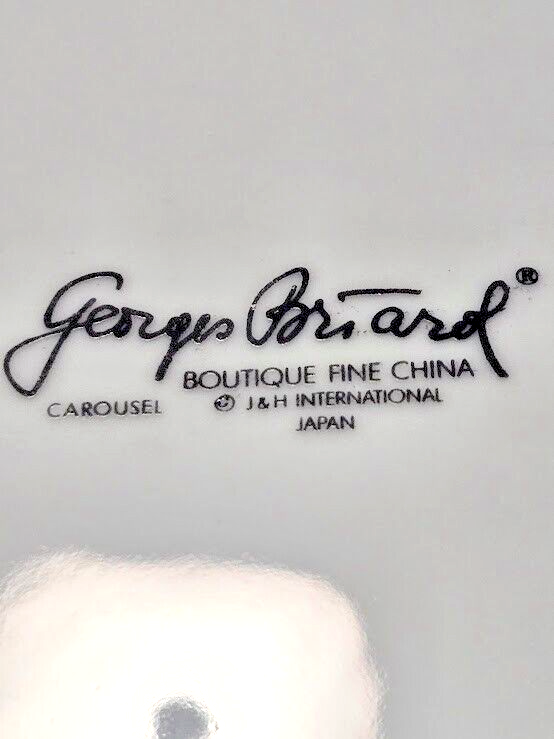 Georges Briard®
BOUTIQUE FINE CHINA
CAROUSEL © J & H INTERNATIONAL
JAPAN